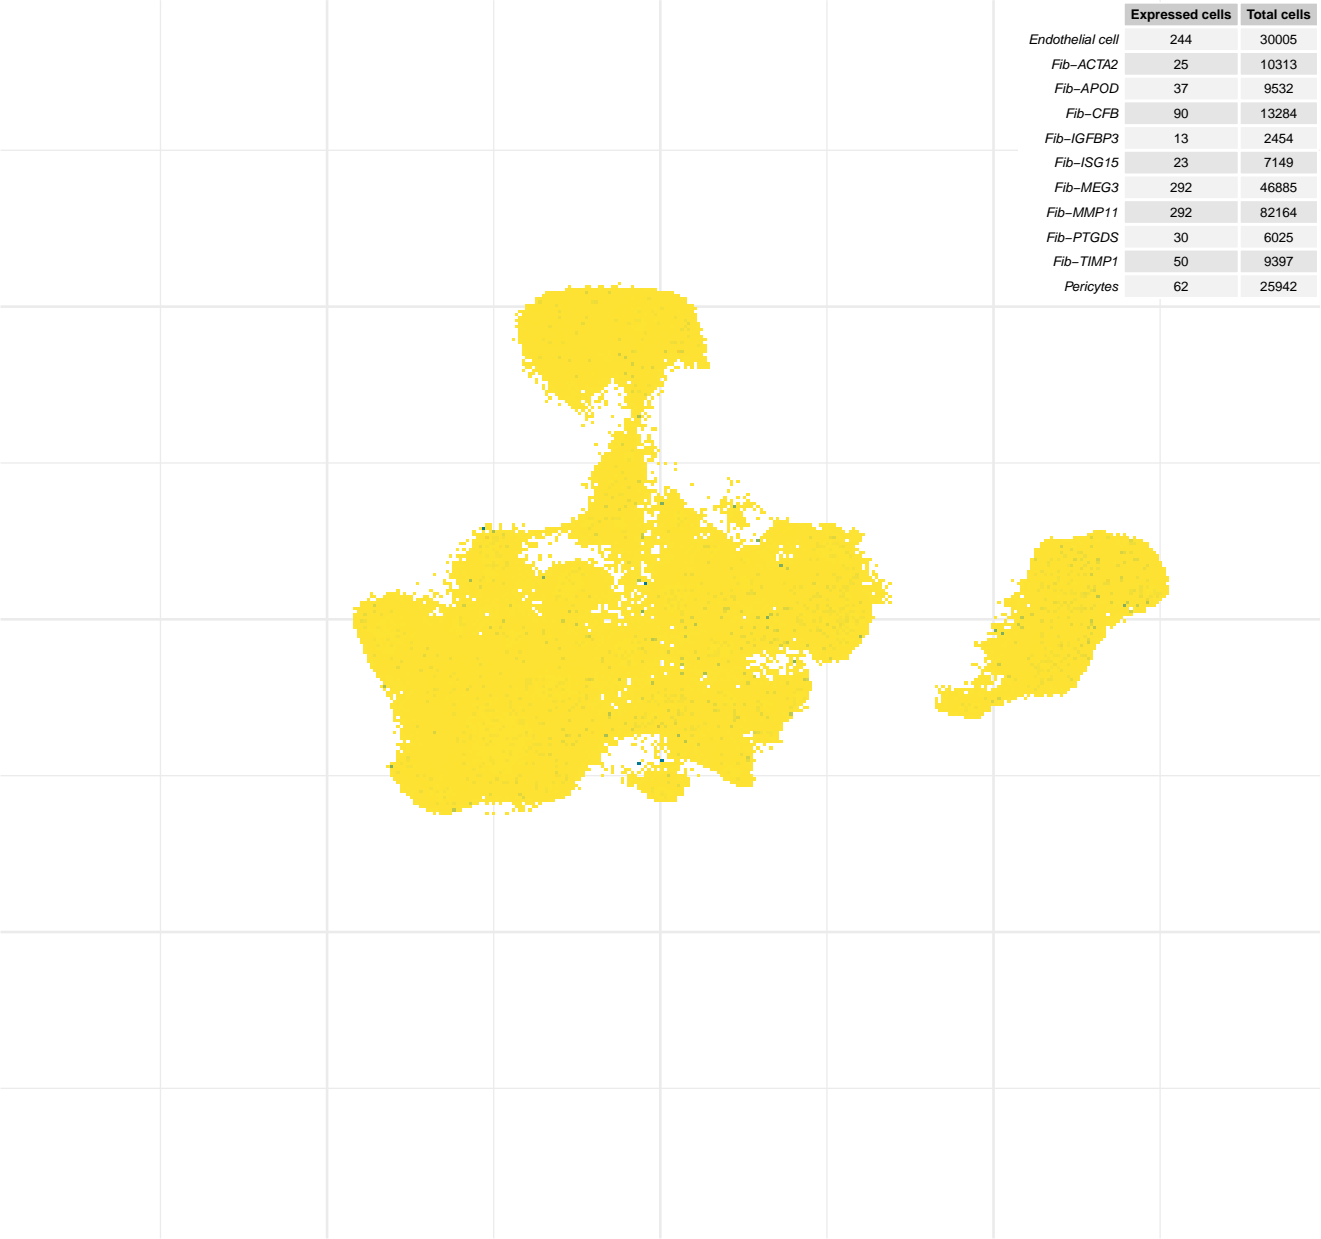 Expressed cells Total cells
Endothelial cell 244 30005
Fib−ACTA2 25 10313
Fib−APOD 37 9532
Fib−CFB 90 13284
Fib−IGFBP3 13 2454
Fib−ISG15 23 7149
Fib−MEG3 292 46885
Fib−MMP11 292 82164
Fib−PTGDS 30 6025
Fib−TIMP1 50 9397
Pericytes 62 25942